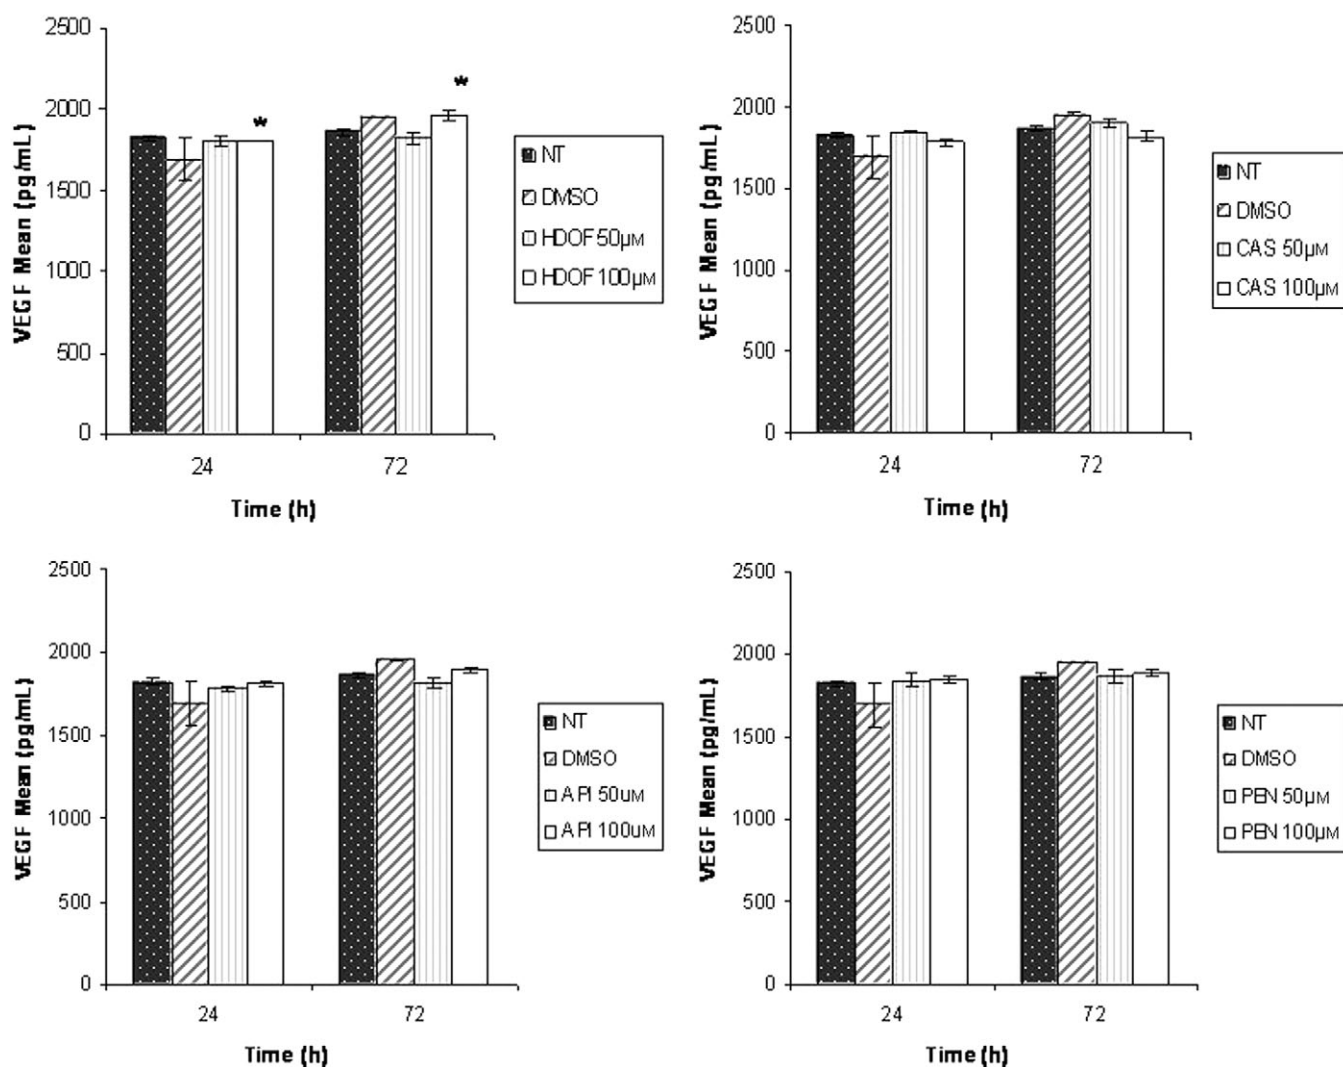 2500
2000
1500
1000
500
0
VEGF Mean (pg/mL)
*
*
24
72
Time (h)
NT
DMSO
HDOF 50µM
HDOF 100µM
2500
2000
1500
1000
500
0
VEGF Mean (pg/mL)
24
72
Time (h)
NT
DMSO
CAS 50µM
CAS 100µM
2500
2000
1500
1000
500
0
VEGF Mean (pg/mL)
24
72
Time (h)
NT
DMSO
API 50uM
API 100uM
2500
2000
1500
1000
500
0
VEGF Mean (pg/mL)
24
72
Time (h)
NT
DMSO
PEN 50µM
PEN 100µM